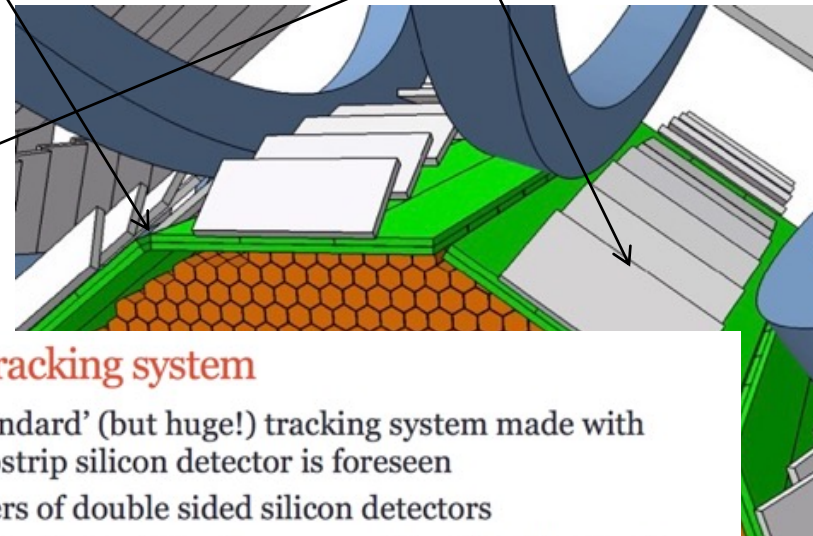 racking system
ndard’ (but huge!) tracking system made with
strip silicon detector is foreseen
ers of double sided silicon detectors